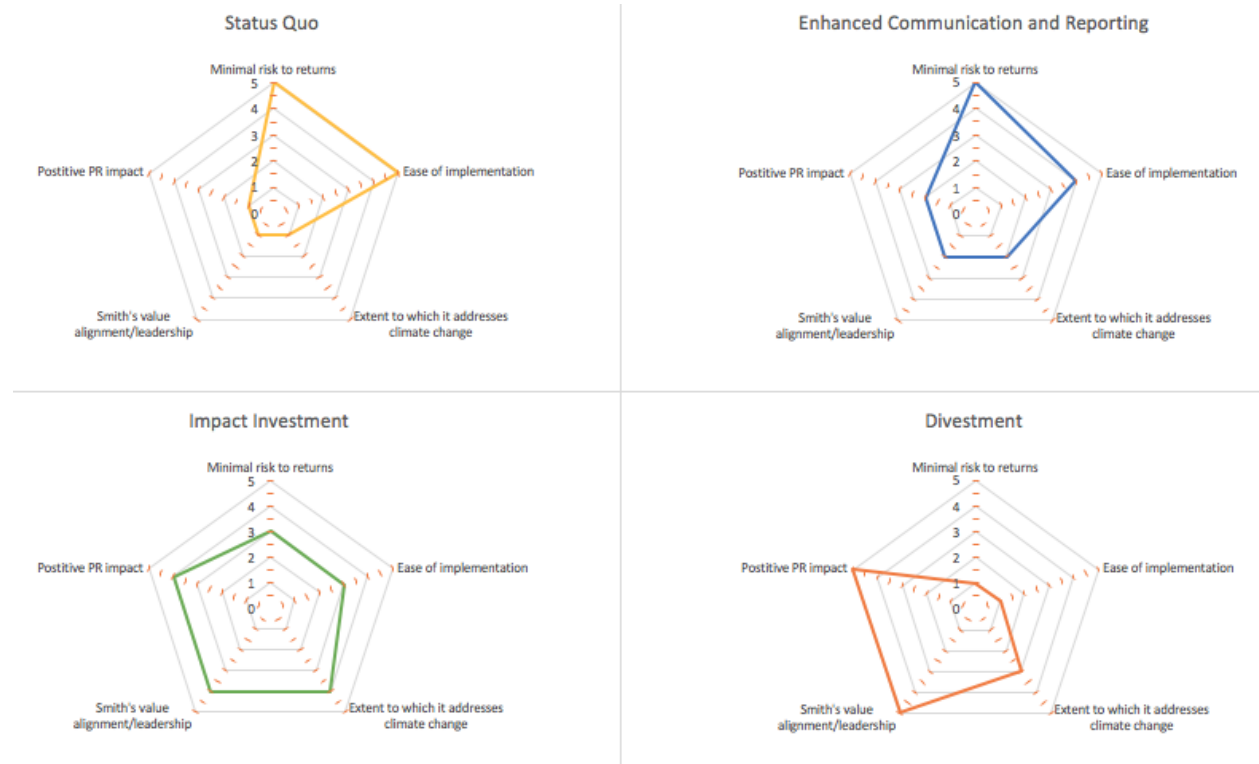 Status Quo
Minimal risk to returns
5
4
3
2
1
0
Postitive PR impact
Ease of implementation
Smith's value
alignment/leadership
Extent to which it addresses
climate change
Enhanced Communication and Reporting
Minimal risk to returns
5
4
3
2
1
0
Postitive PR impact
Ease of implementation
Smith's value
alignment/leadership
Extent to which it addresses
climate change
Impact Investment
Minimal risk to returns
5
4
3
2
1
0
Postitive PR impact
Ease of implementation
Smith's value
alignment/leadership
Extent to which it addresses
climate change
Divestment
Minimal risk to returns
5
4
3
2
1
0
Postitive PR impact
Ease of implementation
Smith's value
alignment/leadership
Extent to which it addresses
climate change